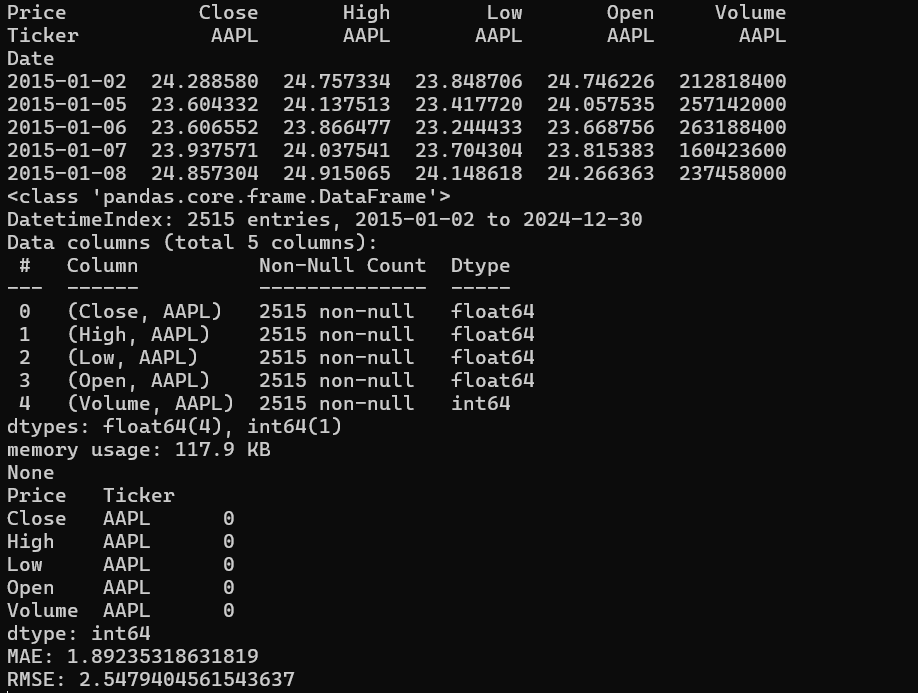 Price            Close       High        Low       Open     Volume
Ticker            AAPL       AAPL       AAPL       AAPL       AAPL
Date
2015-01-02  24.288580  24.757334  23.848706  24.746226  212818400
2015-01-05  23.604332  24.137513  23.417720  24.057535  257142000
2015-01-06  23.606552  23.866477  23.244433  23.668756  263188400
2015-01-07  23.937571  24.037541  23.704304  23.815383  160423600
2015-01-08  24.857304  24.915065  24.148618  24.266363  237458000
<class 'pandas.core.frame.DataFrame'>
DatetimeIndex: 2515 entries, 2015-01-02 to 2024-12-30
Data columns (total 5 columns):
 #   Column          Non-Null Count  Dtype
---  ------          --------------  -----
 0   (Close, AAPL)   2515 non-null   float64
 1   (High, AAPL)    2515 non-null   float64
 2   (Low, AAPL)     2515 non-null   float64
 3   (Open, AAPL)    2515 non-null   float64
 4   (Volume, AAPL)  2515 non-null   int64
dtypes: float64(4), int64(1)
memory usage: 117.9 KB
None
Price   Ticker
Close   AAPL      0
High    AAPL      0
Low     AAPL      0
Open    AAPL      0
Volume  AAPL      0
dtype: int64
MAE: 1.89235318631819
RMSE: 2.5479404561543637